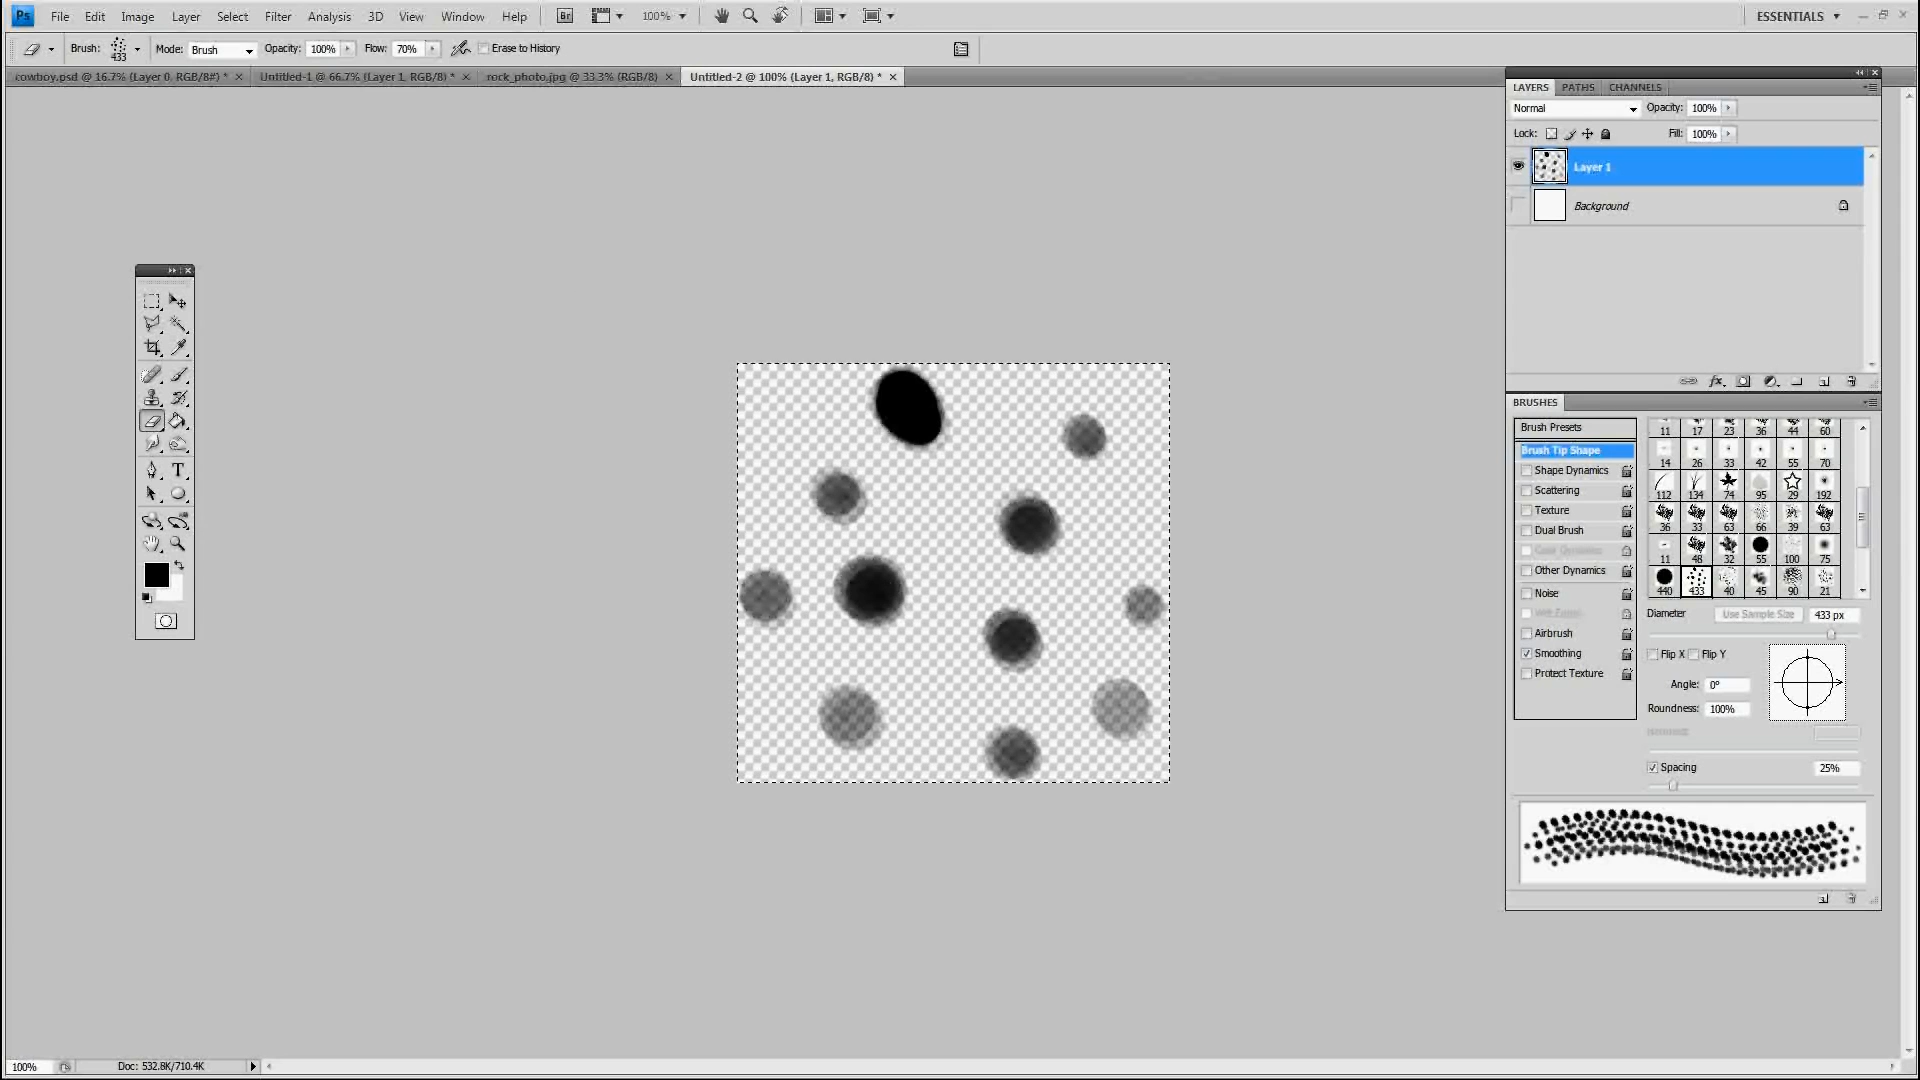 Ps File Edit Image Layer Select Filter Analysis 3D View Window Help Br 100% ESSENTIALS
Brush: 433 Mode: Brush Opacity: 100% Flow: 70% Erase to History
cowboy.psd @ 16.7% (Layer 0, RGB/8#) * Untitled-1 @ 66.7% (Layer 1, RGB/8) * rock_photo.jpg @ 33.3% (RGB/8) Untitled-2 @ 100% (Layer 1, RGB/8) *
LAYERS PATHS CHANNELS
Normal Opacity: 100%
Lock: Fill: 100%
Layer 1
Background
BRUSHES
Brush Presets
Brush Tip Shape
Shape Dynamics
Scattering
Texture
Dual Brush
Color Dynamics
Other Dynamics
Noise
Wet Edges
Airbrush
Smoothing
Protect Texture
11 17 23 36 44 60
14 26 33 42 55 70
112 134 74 95 29 192
36 33 63 66 39 63
11 48 32 55 100 75
440 433 40 45 90 21
Diameter Use Sample Size 433 px
Flip X Flip Y
Angle: 0º
Roundness: 100%
Hardness
Spacing 25%
T
100% Doc: 532.8K/710.4K